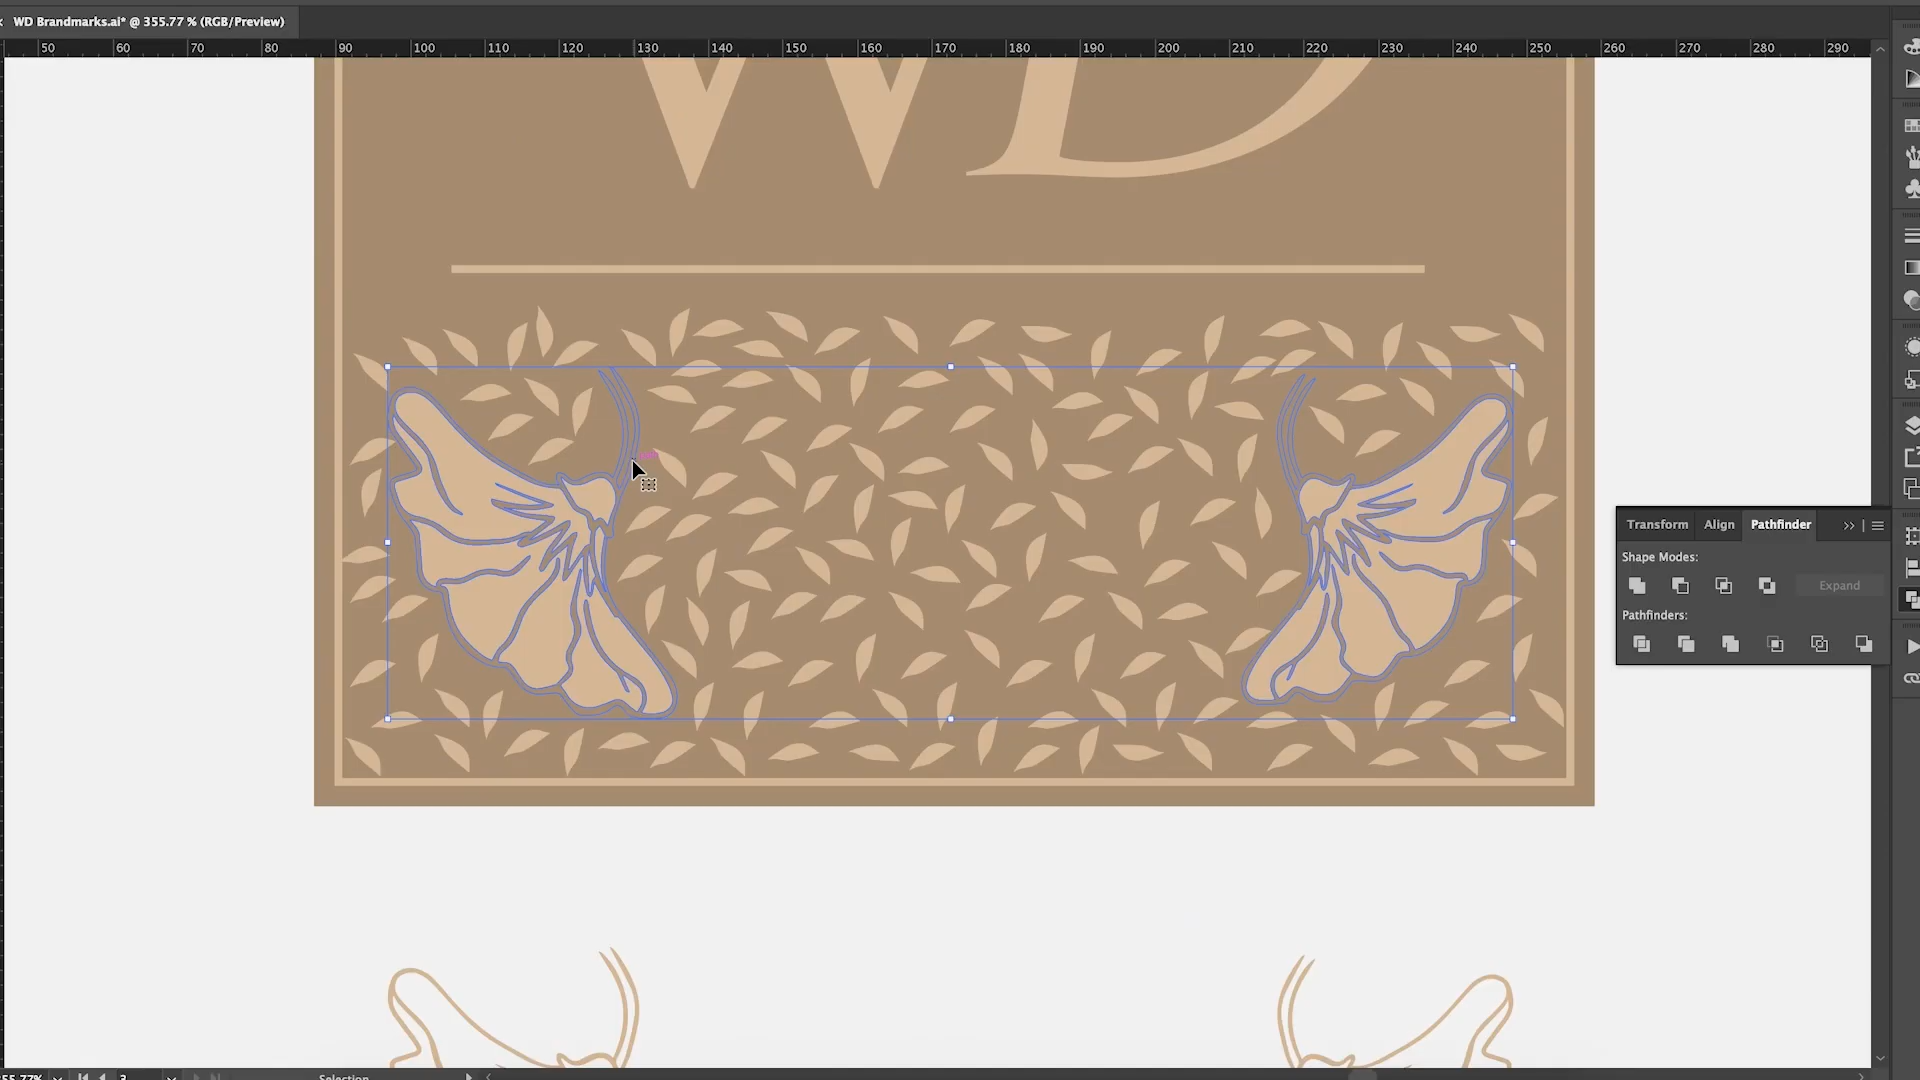 WD Brandmarks.ai* @ 355.77 % (RGB/Preview)
50 60 70 80 90 100 110 120 130 140 150 160 170 180 190 200 210 220 230 240 250 260 270 280 290
WD
Transform Align Pathfinder
Shape Modes:
Expand
Pathfinders:
3 Selection